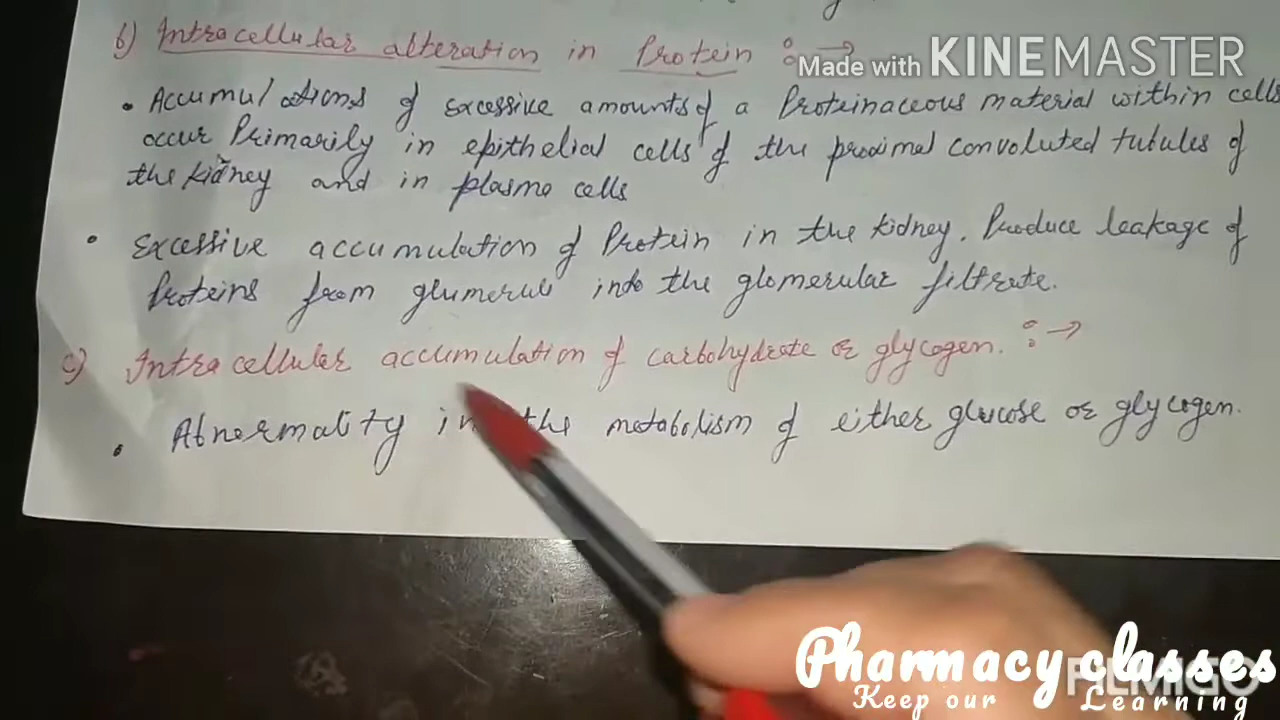 b) Intracellular alteration in Protein :→
Made with KINEMASTER
• Accumulations of excessive amounts of a Proteinaceous material within cells
occur Primarily in epithelial cells of the proximal convoluted tubules of
the kidney and in plasma cells
• Excessive accumulation of Protein in the kidney. Produce leakage of
Proteins from glumeruli into the glomerular filtrate.
c) Intracellular accumulation of carbohydrate or glycogen. :→
• Abnormality in the metabolism of either glucose or glycogen.
Pharmacy classes
FILMIGO
Keep our Learning